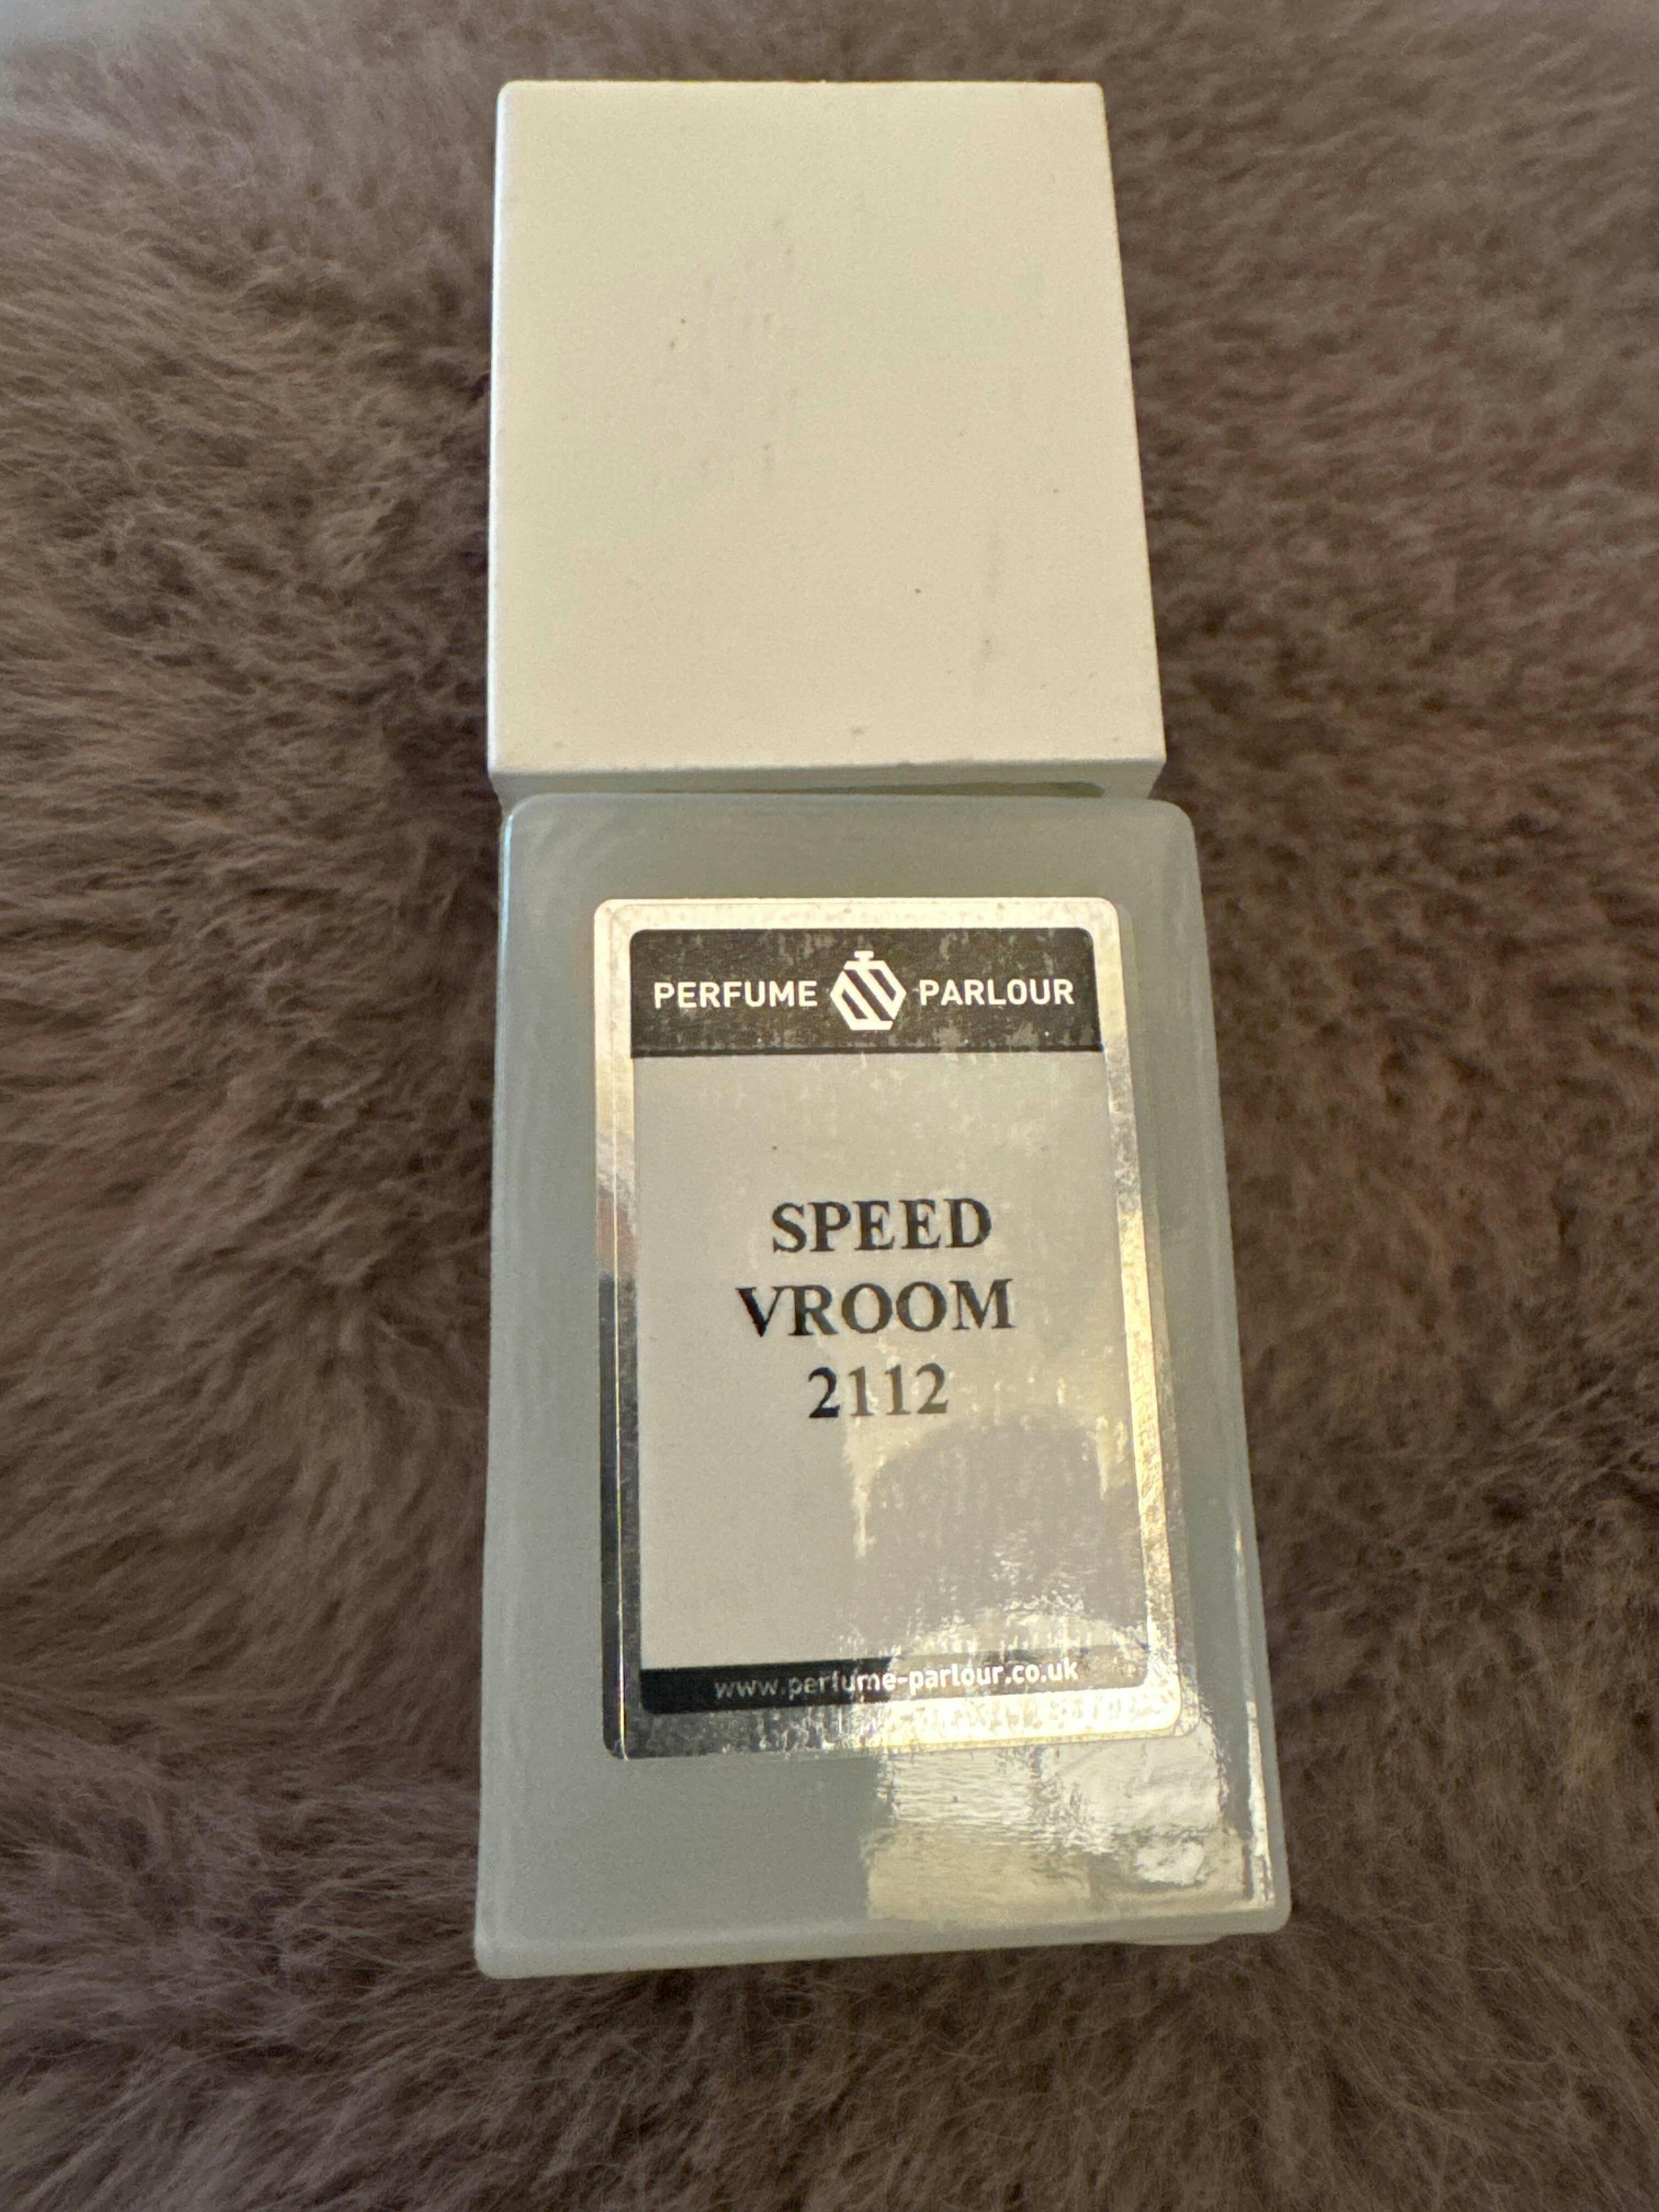 PERFUME PARLOUR
SPEED
VROOM
2112
www.perfume-parlour.co.uk